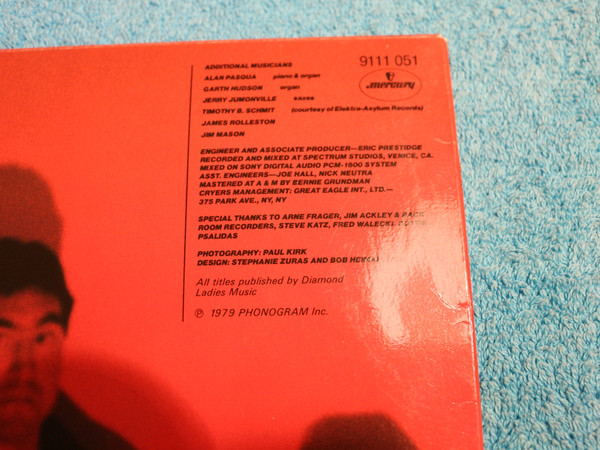 9111 051
mercury
ADDITIONAL MUSICIANS
ALAN PASQUA piano & organ
GARTH HUDSON organ
JERRY JUMONVILLE saxes
TIMOTHY B. SCHMIT (courtesy of Elektra-Asylum Records)
JAMES ROLLESTON
JIM MASON
ENGINEER AND ASSOCIATE PRODUCER—ERIC PRESTIDGE
RECORDED AND MIXED AT SPECTRUM STUDIOS, VENICE, CA.
MIXED ON SONY DIGITAL AUDIO PCM-1600 SYSTEM
ASST. ENGINEERS—JOE HALL, NICK NEUTRA
MASTERED AT A & M BY BERNIE GRUNDMAN
CRYERS MANAGEMENT: GREAT EAGLE INT., LTD.—
375 PARK AVE., NY, NY
SPECIAL THANKS TO ARNE FRAGER, JIM ACKLEY & PACK
ROOM RECORDERS, STEVE KATZ, FRED WALECKI,
PSALIDAS
PHOTOGRAPHY: PAUL KIRK
DESIGN: STEPHANIE ZURAS AND BOB
All titles published by Diamond
Ladies Music
℗ 1979 PHONOGRAM Inc.